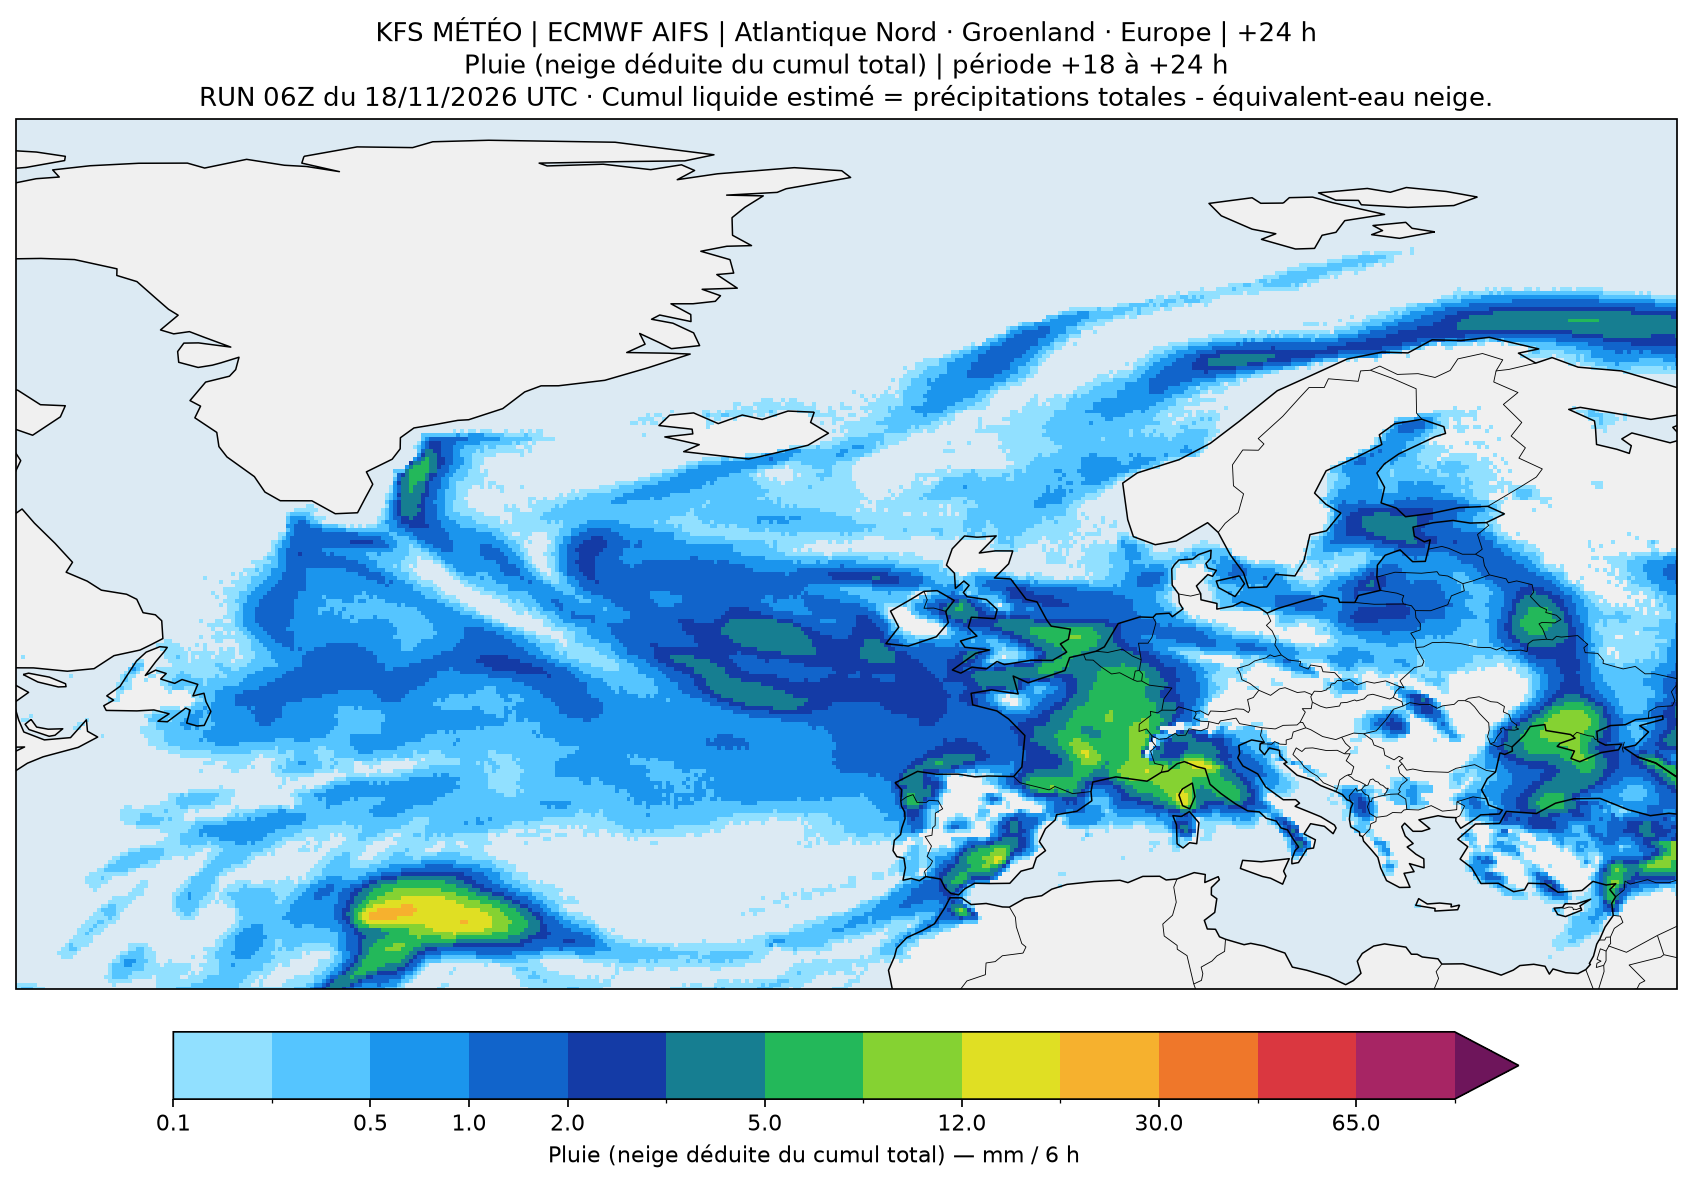 KFS MÉTÉO | ECMWF AIFS | Atlantique Nord · Groenland · Europe | +24 h
Pluie (neige déduite du cumul total) | période +18 à +24 h
RUN 06Z du 18/11/2026 UTC · Cumul liquide estimé = précipitations totales - équivalent-eau neige.
0.1 0.5 1.0 2.0 5.0 12.0 30.0 65.0
Pluie (neige déduite du cumul total) — mm / 6 h